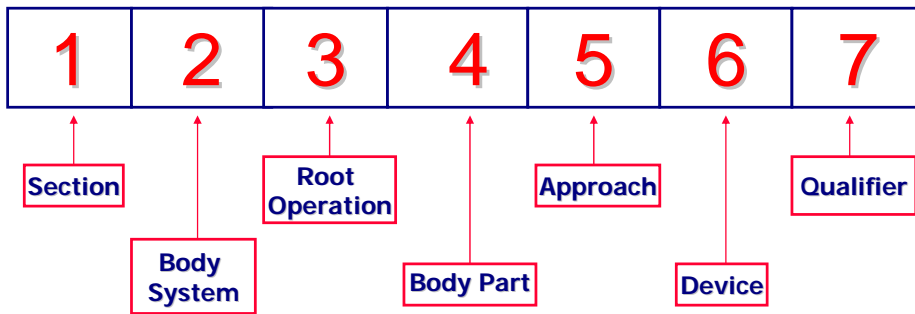 1 2 3 4 5 6 7
Section
Root
Operation
Approach
Qualifier
Body
System
Body Part
Device